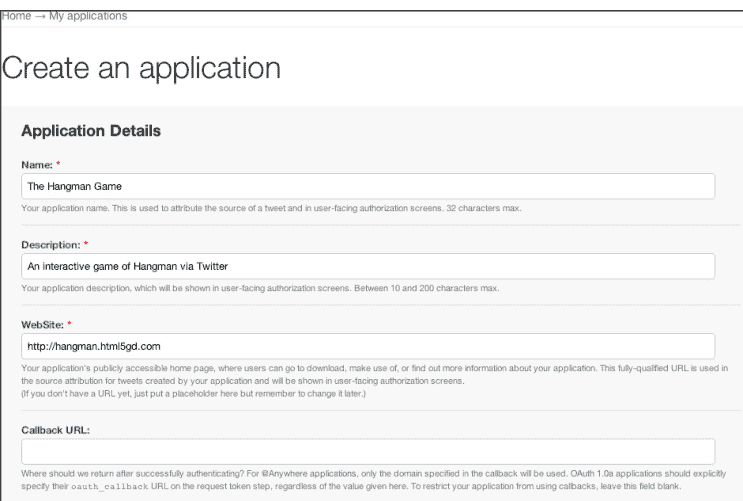 Home → My applications
Create an application
Application Details
Name: *
The Hangman Game
Your application name. This is used to attribute the source of a tweet and in user-facing authorization screens. 32 characters max.
Description: *
An interactive game of Hangman via Twitter
Your application description, which will be shown in user-facing authorization screens. Between 10 and 200 characters max.
WebSite: *
http://hangman.html5gd.com
Your application's publicly accessible home page, where users can go to download, make use of, or find out more information about your application. This fully-qualified URL is used in
the source attribution for tweets created by your application and will be shown in user-facing authorization screens.
(If you don't have a URL yet, just put a placeholder here but remember to change it later.)
Callback URL:
Where should we return after successfully authenticating? For @Anywhere applications, only the domain specified in the callback will be used. OAuth 1.0a applications should explicitly
specify their oauth_callback URL on the request token step, regardless of the value given here. To restrict your application from using callbacks, leave this field blank.